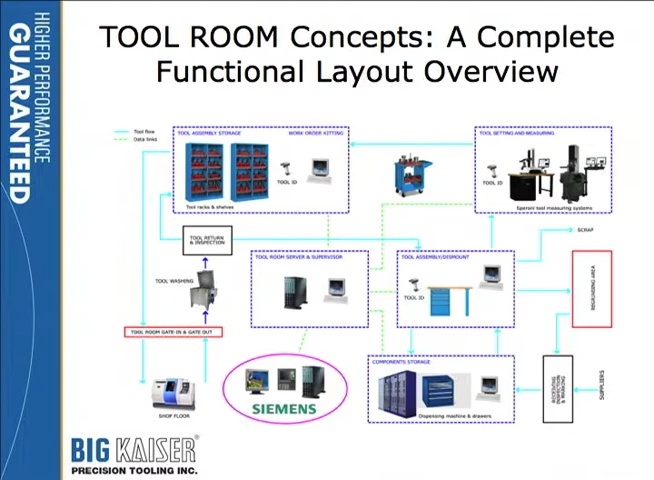 HIGHER PERFORMANCE
GUARANTEED
TOOL ROOM Concepts: A Complete
Functional Layout Overview
Tool flow
Data links
TOOL ASSEMBLY STORAGE
WORK ORDER KITTING
TOOL ID
Tool racks & shelves
TOOL SETTING AND MEASURING
TOOL ID
Speroni tool measuring systems
TOOL RETURN
& INSPECTION
TOOL WASHING
TOOL ROOM GATE-IN & GATE OUT
SHOP FLOOR
TOOL ROOM SERVER & SUPERVISOR
TOOL ASSEMBLY/DISMOUNT
TOOL ID
SCRAP
REGRINDING AREA
SIEMENS
COMPONENTS STORAGE
Dispensing machine & drawers
RECEIVING
INSPECTION
& MARKING
SUPPLIERS
BIG KAISER®
PRECISION TOOLING INC.